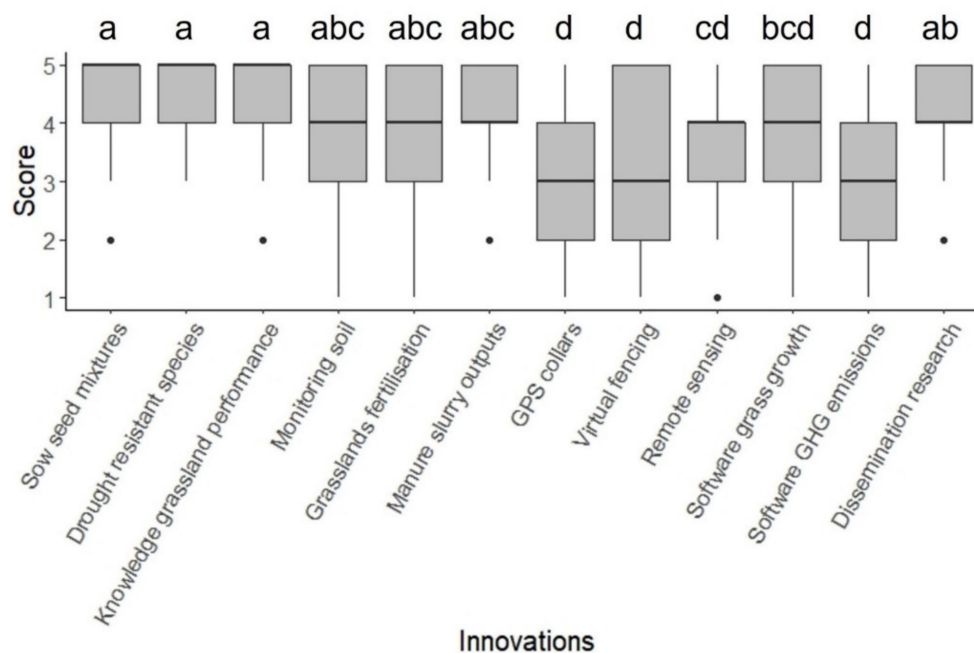 a a a abc abc abc d d cd bcd d ab
5
4
3
2
1
Score
Sow seed mixtures
Drought resistant species
Knowledge grassland performance
Monitoring soil
Grasslands fertilisation
Manure slurry outputs
GPS collars
Virtual fencing
Remote sensing
Software grass growth
Software GHG emissions
Dissemination research
Innovations